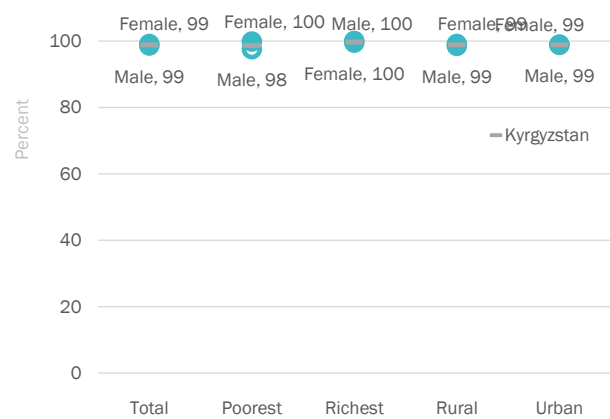 Female, 99
Female, 100
Male, 100
Female, 99
Female, 99
100
Male, 99
Male, 98
Female, 100
Male, 99
Male, 99
80
Percent
Kyrgyzstan
60
40
20
0
Total
Poorest
Richest
Rural
Urban